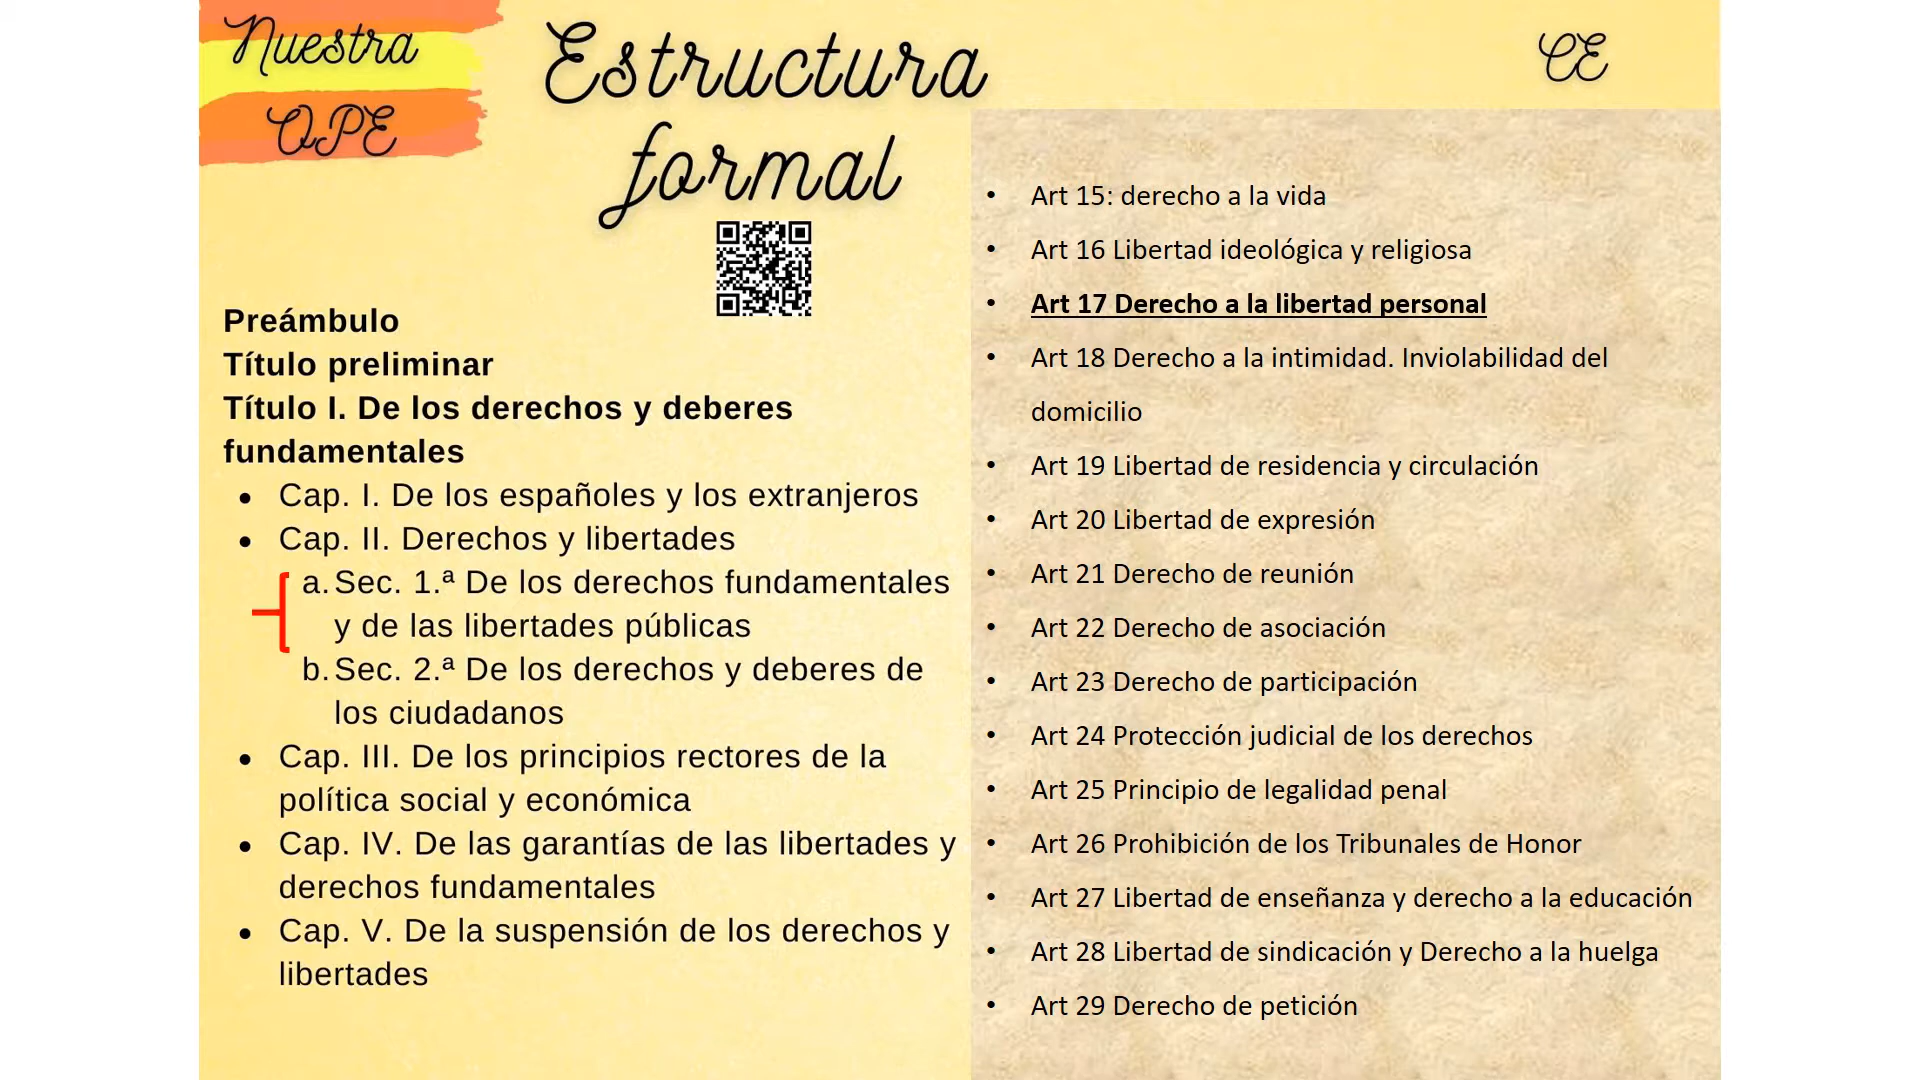 Nuestra
OPE
Estructura
formal
CE
Preámbulo
Título preliminar
Título I. De los derechos y deberes
fundamentales
• Cap. I. De los españoles y los extranjeros
• Cap. II. Derechos y libertades
a. Sec. 1.ª De los derechos fundamentales
y de las libertades públicas
b. Sec. 2.ª De los derechos y deberes de
los ciudadanos
• Cap. III. De los principios rectores de la
política social y económica
• Cap. IV. De las garantías de las libertades y
derechos fundamentales
• Cap. V. De la suspensión de los derechos y
libertades
• Art 15: derecho a la vida
• Art 16 Libertad ideológica y religiosa
• Art 17 Derecho a la libertad personal
• Art 18 Derecho a la intimidad. Inviolabilidad del
domicilio
• Art 19 Libertad de residencia y circulación
• Art 20 Libertad de expresión
• Art 21 Derecho de reunión
• Art 22 Derecho de asociación
• Art 23 Derecho de participación
• Art 24 Protección judicial de los derechos
• Art 25 Principio de legalidad penal
• Art 26 Prohibición de los Tribunales de Honor
• Art 27 Libertad de enseñanza y derecho a la educación
• Art 28 Libertad de sindicación y Derecho a la huelga
• Art 29 Derecho de petición